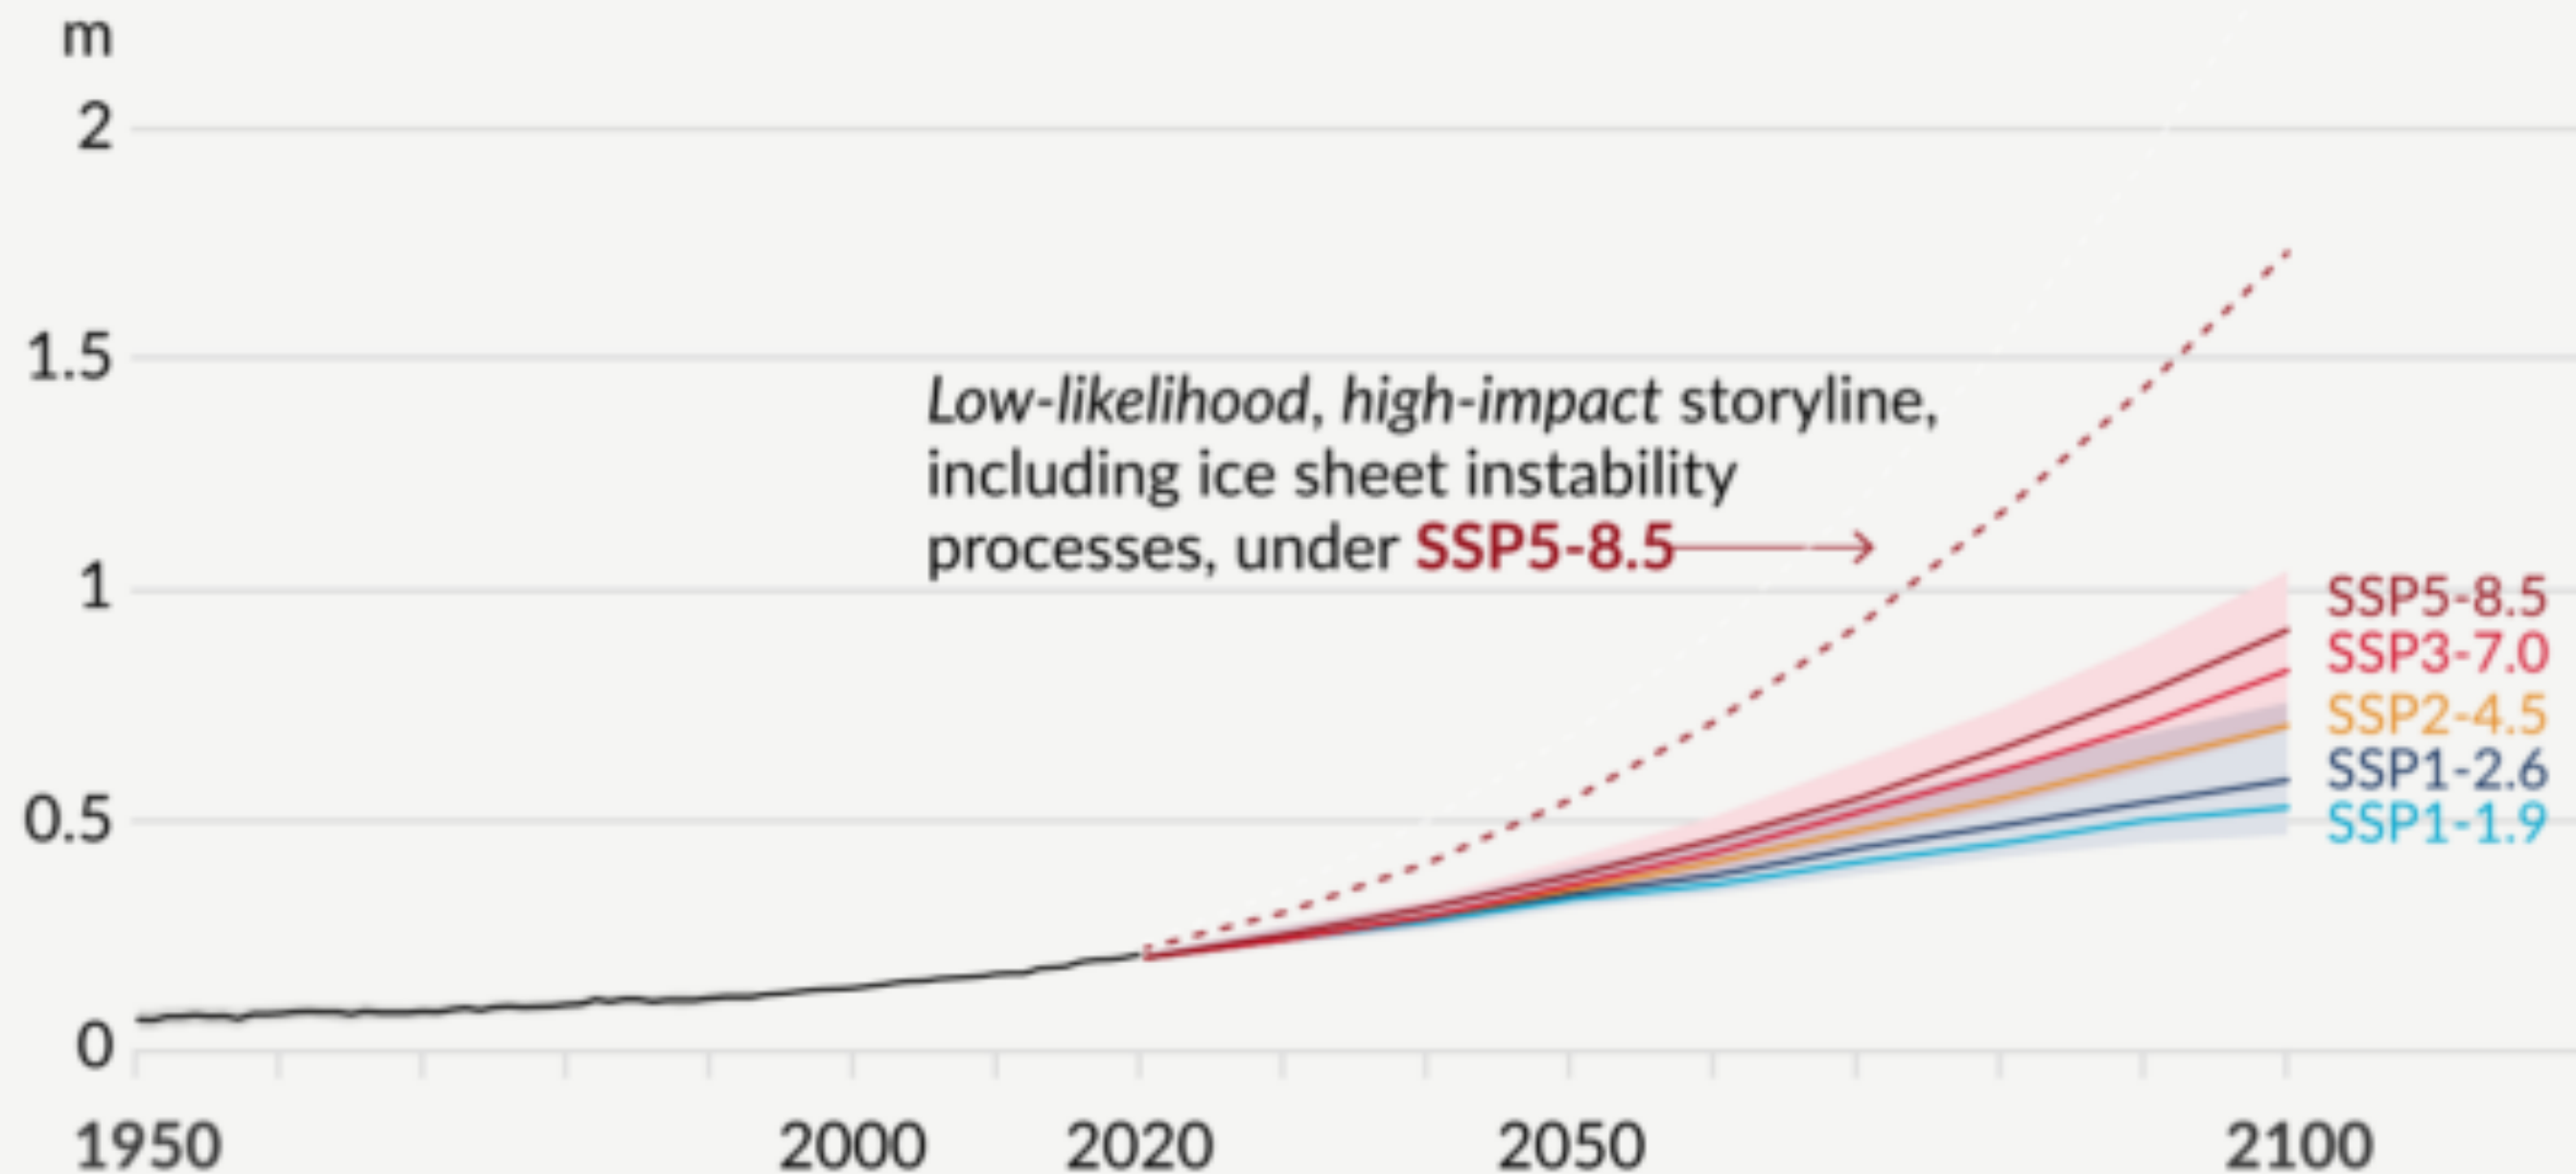 m
2
1.5
Low-likelihood, high-impact storyline,
including ice sheet instability
processes, under SSP5-8.5
1
SSP5-8.5
SSP3-7.0
SSP2-4.5
SSP1-2.6
0.5
SSP1-1.9
0
1950 2000 2020 2050 2100